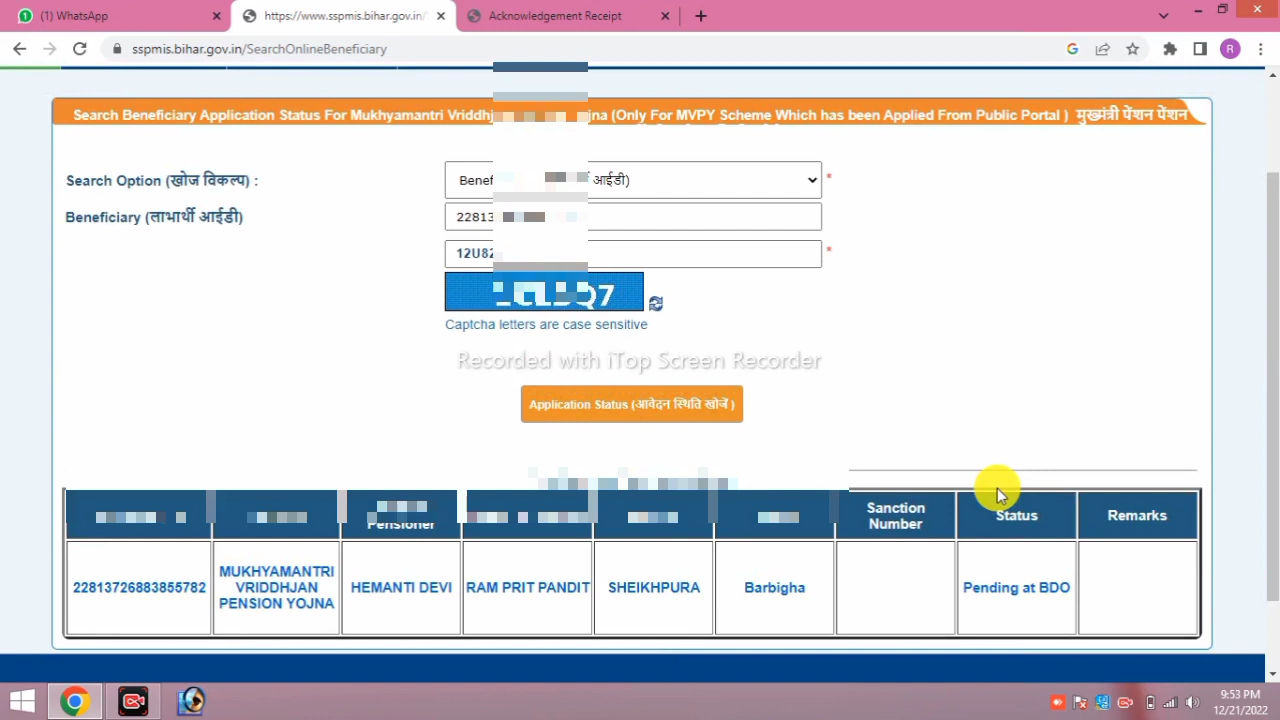 (1) WhatsApp
https://www.sspmis.bihar.gov.in/
Acknowledgement Receipt
sspmis.bihar.gov.in/SearchOnlineBeneficiary
R
Search Beneficiary Application Status For Mukhyamantri (Only For MVPY Scheme Which has been Applied From Public Portal ) मुख्यंत्री पेंशन पेंशन
Search Option (खोज विकल्प) :
आईडी)
*
Beneficiary (लाभार्थी आईडी)
22813
12U82
*
Q7
Captcha letters are case sensitive
Recorded with iTop Screen Recorder
Application Status (आवेदन स्थिति खोजें )
Pensioner
Sanction Number
Status
Remarks
22813726883855782
MUKHYAMANTRI VRIDDHJAN PENSION YOJNA
HEMANTI DEVI
RAM PRIT PANDIT
SHEIKHPURA
Barbigha
Pending at BDO
9:53 PM
12/21/2022